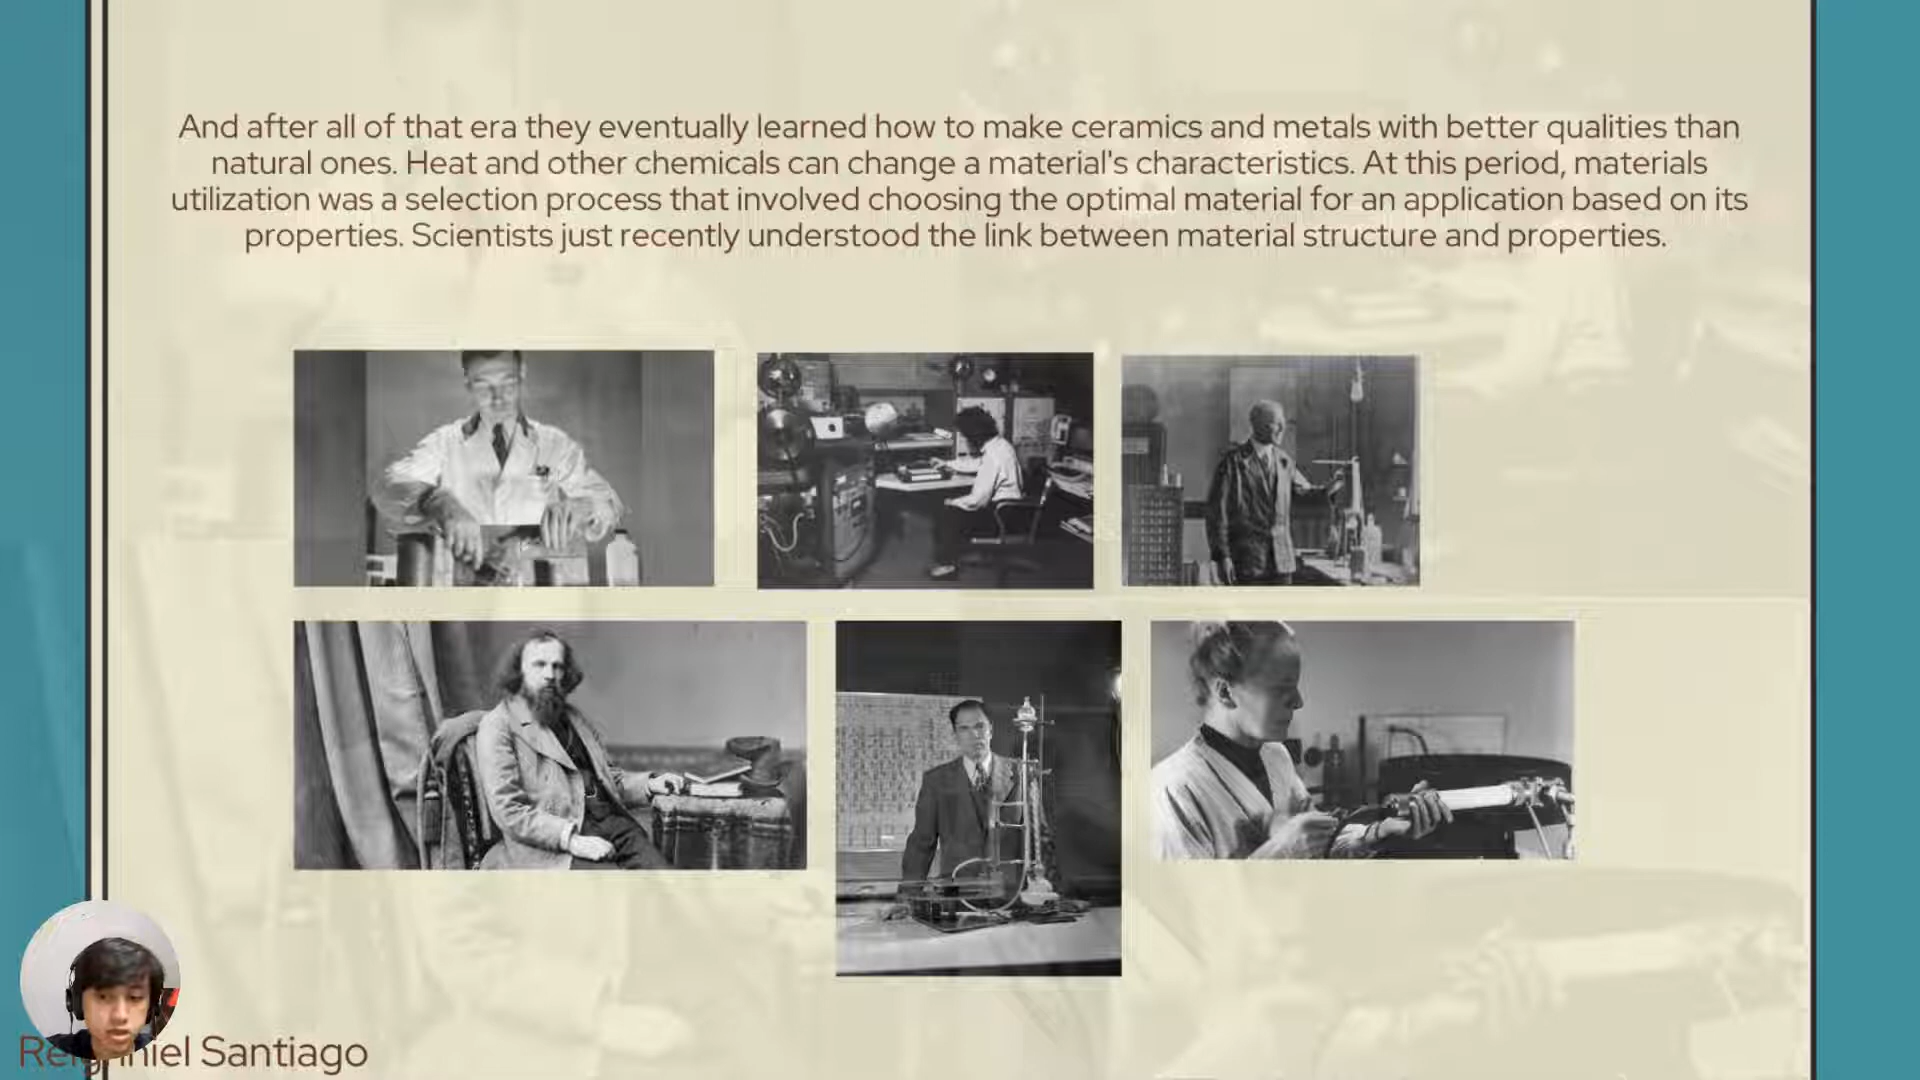 And after all of that era they eventually learned how to make ceramics and metals with better qualities than
natural ones. Heat and other chemicals can change a material's characteristics. At this period, materials
utilization was a selection process that involved choosing the optimal material for an application based on its
properties. Scientists just recently understood the link between material structure and properties.
Santiago